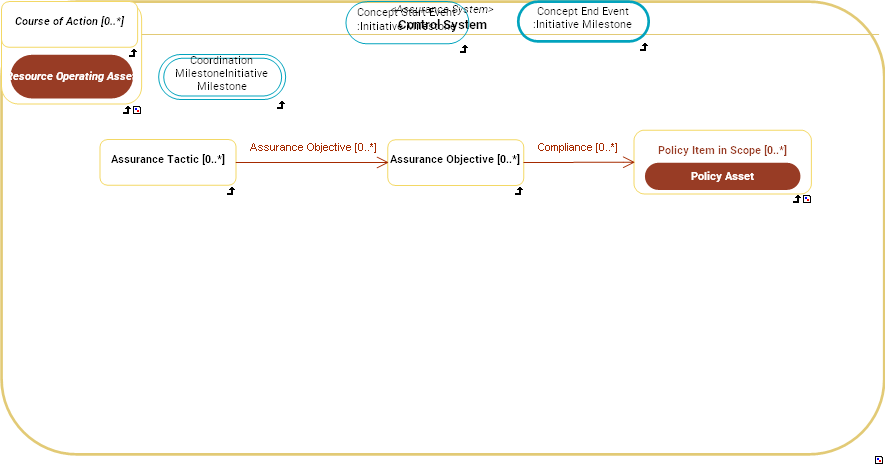 Course of Action [0..*]
<Assurance System>
Control System
Concept Start Event
:Initiative Milestone
Concept End Event
:Initiative Milestone
Resource Operating Asset
Coordination
MilestoneInitiative
Milestone
Assurance Tactic [0..*]
Assurance Objective [0..*]
Assurance Objective [0..*]
Compliance [0..*]
Policy Item in Scope [0..*]
Policy Asset